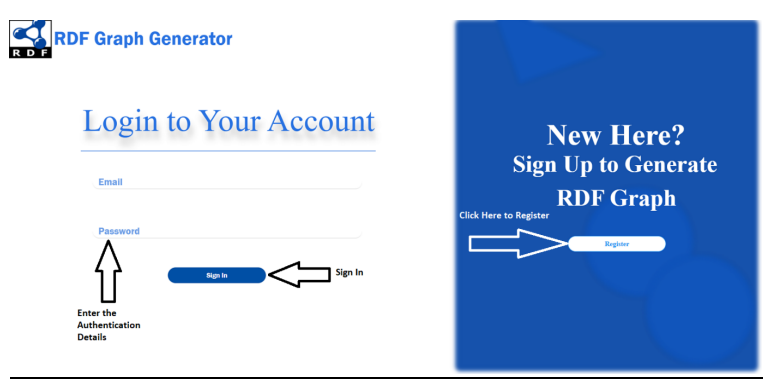 RDF
RDF Graph Generator
Login to Your Account
Email
Password
Sign In
Sign In
Enter the
Authentication
Details
New Here?
Sign Up to Generate
RDF Graph
Click Here to Register
Register